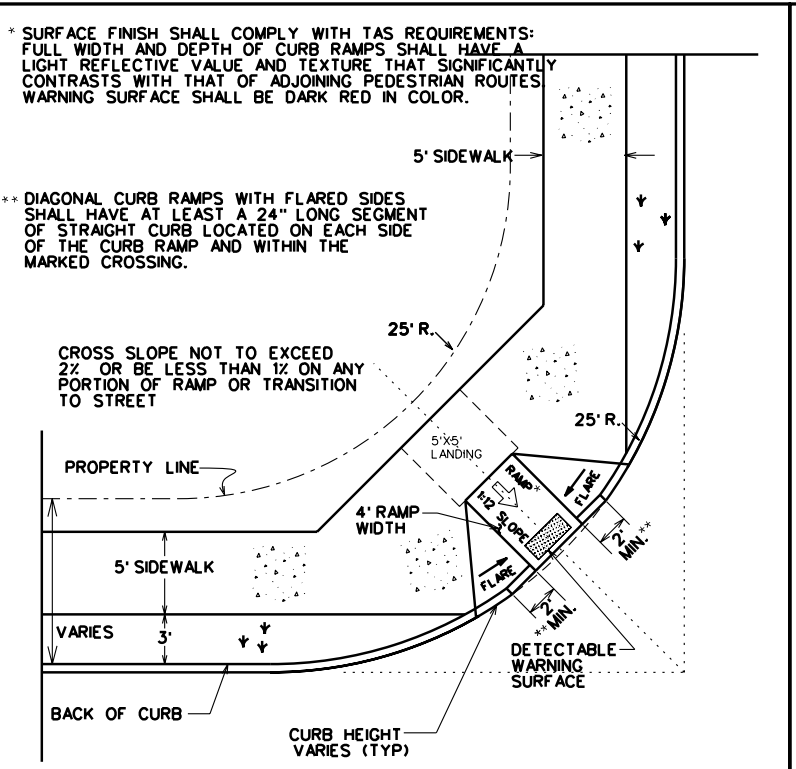 * SURFACE FINISH SHALL COMPLY WITH TAS REQUIREMENTS:
FULL WIDTH AND DEPTH OF CURB RAMPS SHALL HAVE A
LIGHT REFLECTIVE VALUE AND TEXTURE THAT SIGNIFICANTLY
CONTRASTS WITH THAT OF ADJOINING PEDESTRIAN ROUTES.
WARNING SURFACE SHALL BE DARK RED IN COLOR.
5' SIDEWALK
** DIAGONAL CURB RAMPS WITH FLARED SIDES
SHALL HAVE AT LEAST A 24" LONG SEGMENT
OF STRAIGHT CURB LOCATED ON EACH SIDE
OF THE CURB RAMP AND WITHIN THE
MARKED CROSSING.
25' R.
CROSS SLOPE NOT TO EXCEED
2% OR BE LESS THAN 1% ON ANY
PORTION OF RAMP OR TRANSITION
TO STREET
25' R.
5'X5'
LANDING
PROPERTY LINE
RAMP*
1:12 SLOPE
FLARE
4' RAMP
WIDTH
2'
MIN.**
5' SIDEWALK
FLARE
2'
**MIN.
VARIES
3'
DETECTABLE
WARNING
SURFACE
BACK OF CURB
CURB HEIGHT
VARIES (TYP)